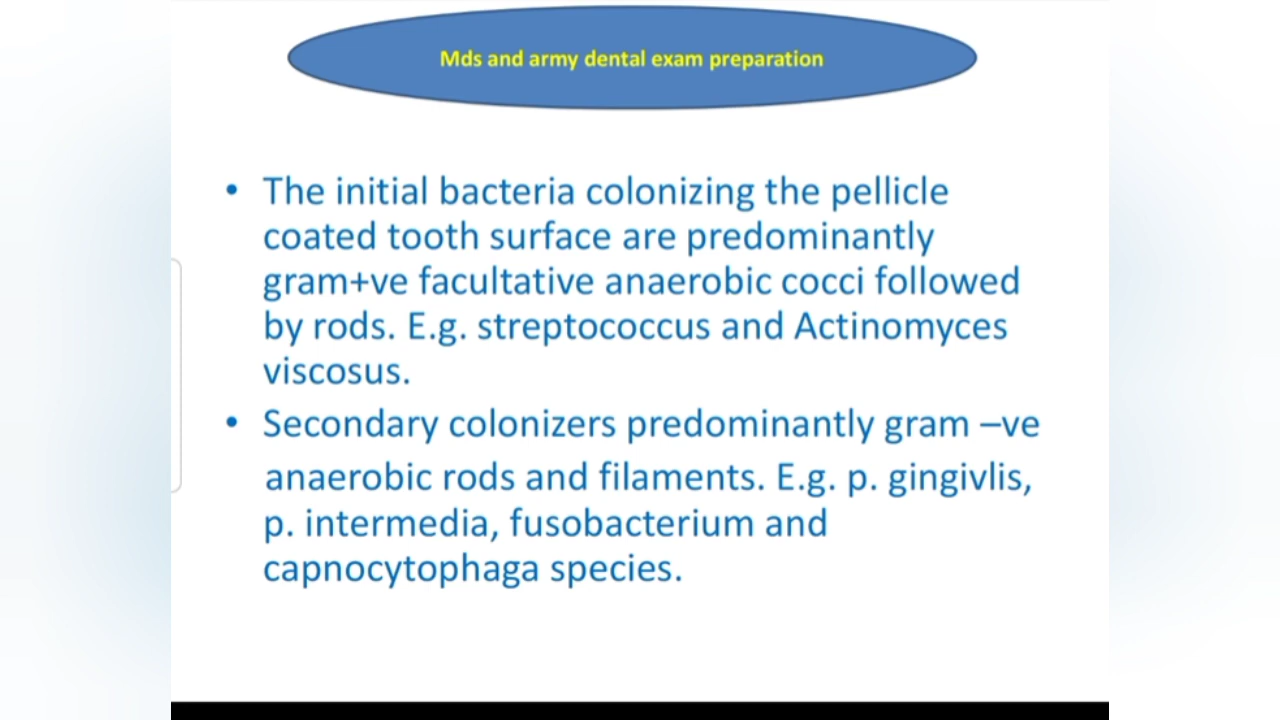 Mds and army dental exam preparation
• The initial bacteria colonizing the pellicle
coated tooth surface are predominantly
gram+ve facultative anaerobic cocci followed
by rods. E.g. streptococcus and Actinomyces
viscosus.
• Secondary colonizers predominantly gram –ve
anaerobic rods and filaments. E.g. p. gingivlis,
p. intermedia, fusobacterium and
capnocytophaga species.